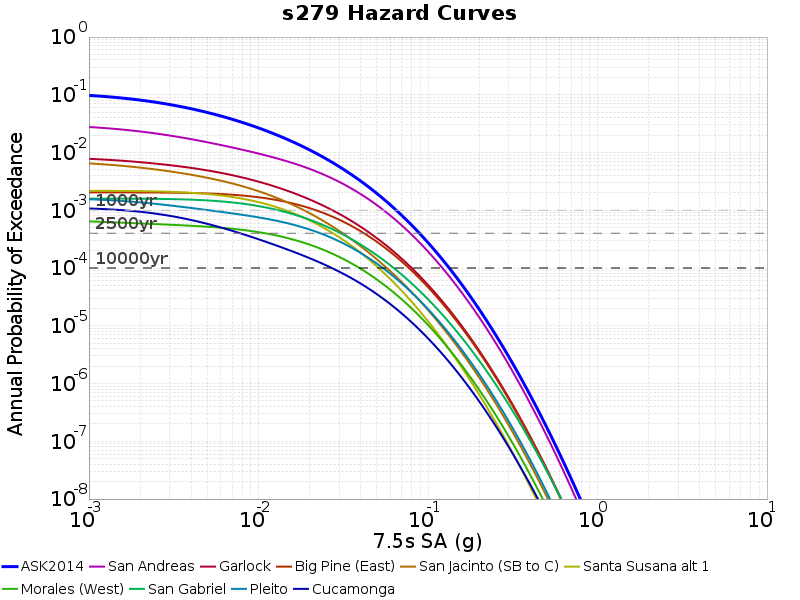 s279 Hazard Curves
Annual Probability of Exceedance
10^0
10^-1
10^-2
10^-3
10^-4
10^-5
10^-6
10^-7
10^-8
1000yr
2500yr
10000yr
10^-3 10^-2 10^-1 10^0 10^1
7.5s SA (g)
ASK2014 San Andreas Garlock Big Pine (East) San Jacinto (SB to C) Santa Susana alt 1
Morales (West) San Gabriel Pleito Cucamonga